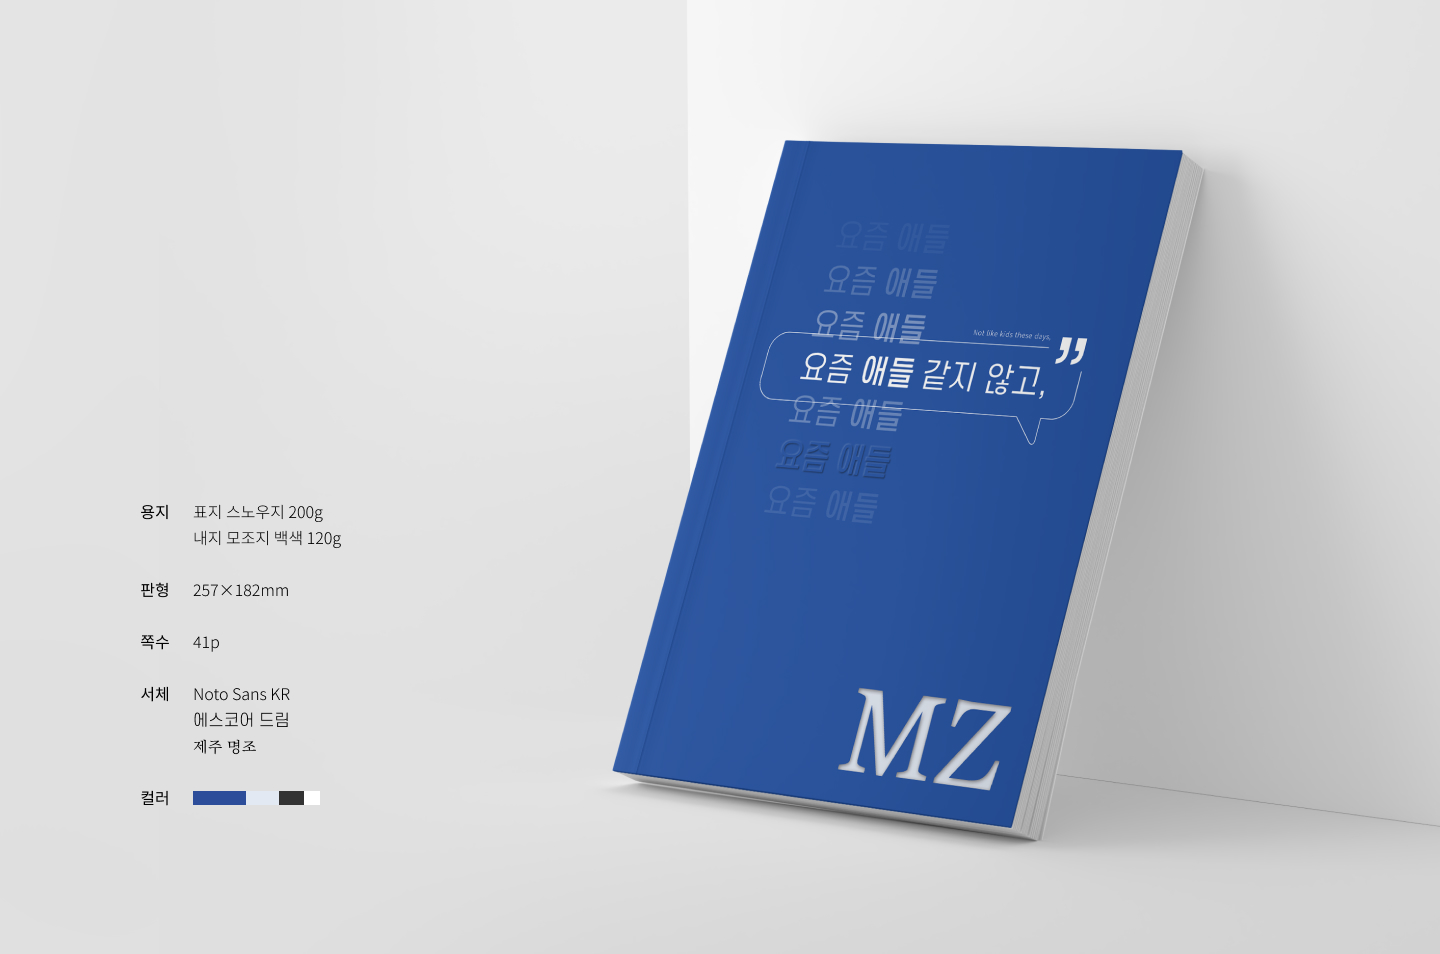 용지 표지 스노우지 200g
내지 모조지 백색 120g
판형 257×182mm
쪽수 41p
서체 Noto Sans KR
에스코어 드림
제주 명조
컬러
요즘 애들
요즘 애들
요즘 애들
Not like kids these days,
"
요즘 애들 같지 않고,
요즘 애들
요즘 애들
요즘 애들
MZ